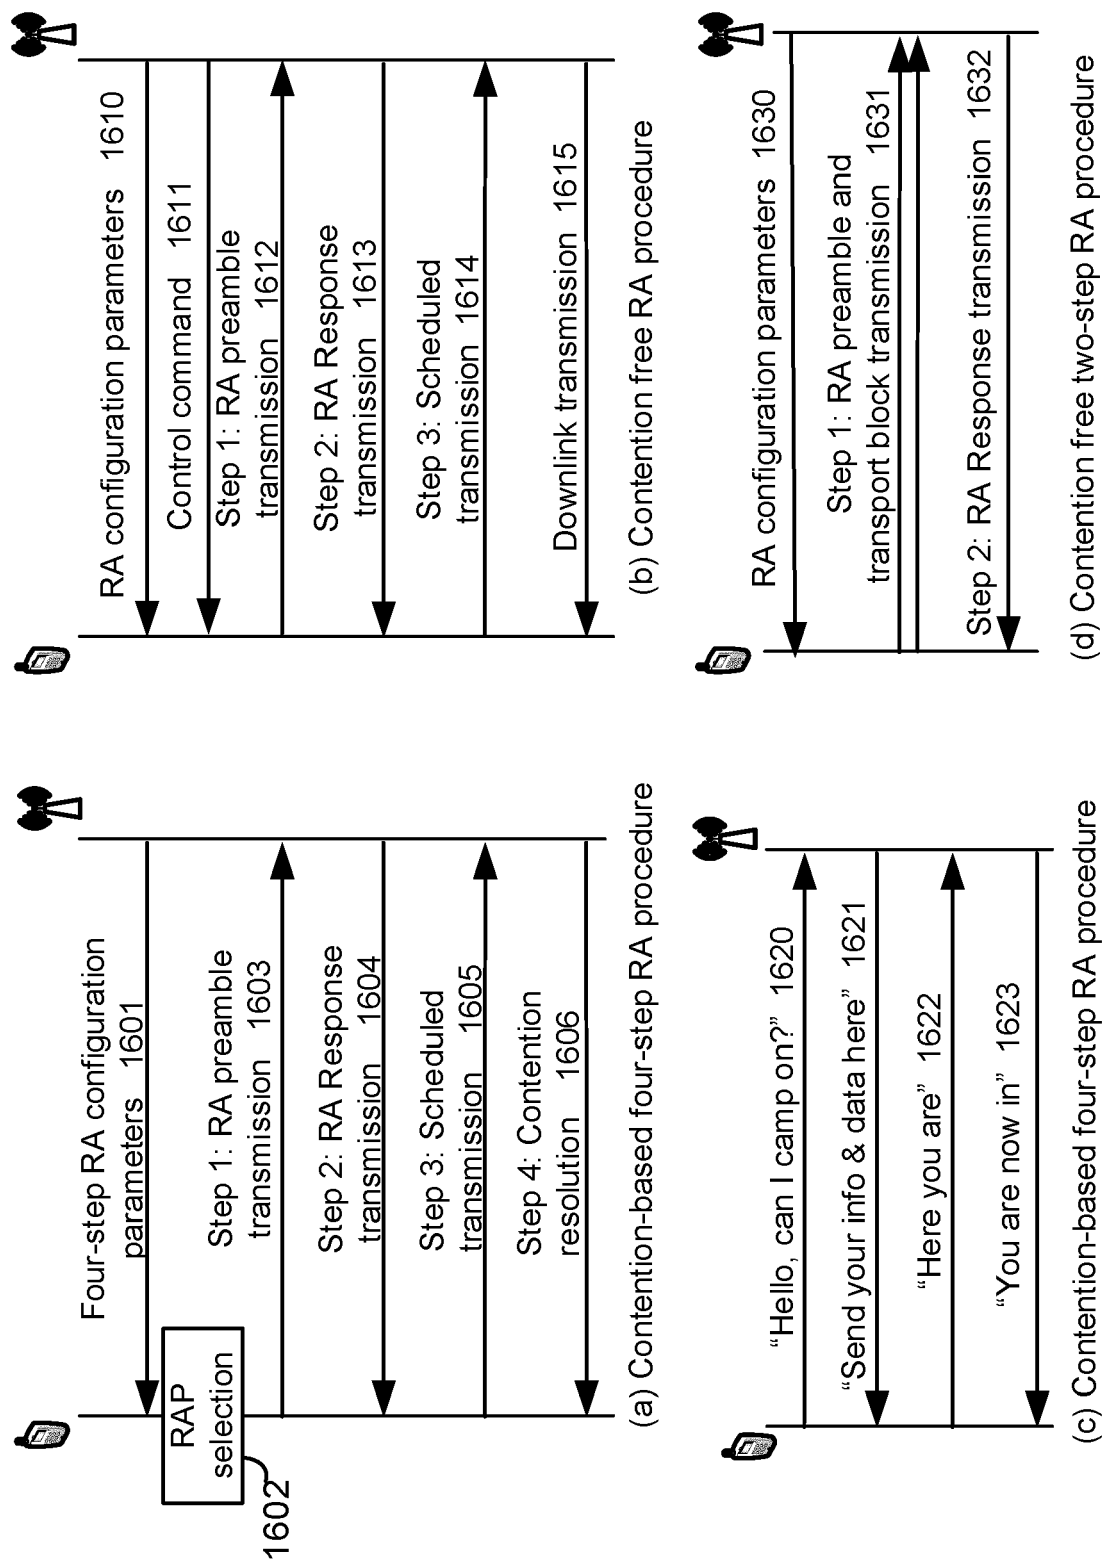 Four-step RA configuration
parameters 1601
RAP
selection
1602
Step 1: RA preamble
transmission 1603
Step 2: RA Response
transmission 1604
Step 3: Scheduled
transmission 1605
Step 4: Contention
resolution 1606
(a) Contention-based four-step RA procedure
RA configuration parameters 1610
Control command 1611
Step 1: RA preamble
transmission 1612
Step 2: RA Response
transmission 1613
Step 3: Scheduled
transmission 1614
Downlink transmission 1615
(b) Contention free RA procedure
“Hello, can I camp on?” 1620
“Send your info & data here” 1621
“Here you are” 1622
“You are now in” 1623
(c) Contention-based four-step RA procedure
RA configuration parameters 1630
Step 1: RA preamble and
transport block transmission 1631
Step 2: RA Response transmission 1632
(d) Contention free two-step RA procedure